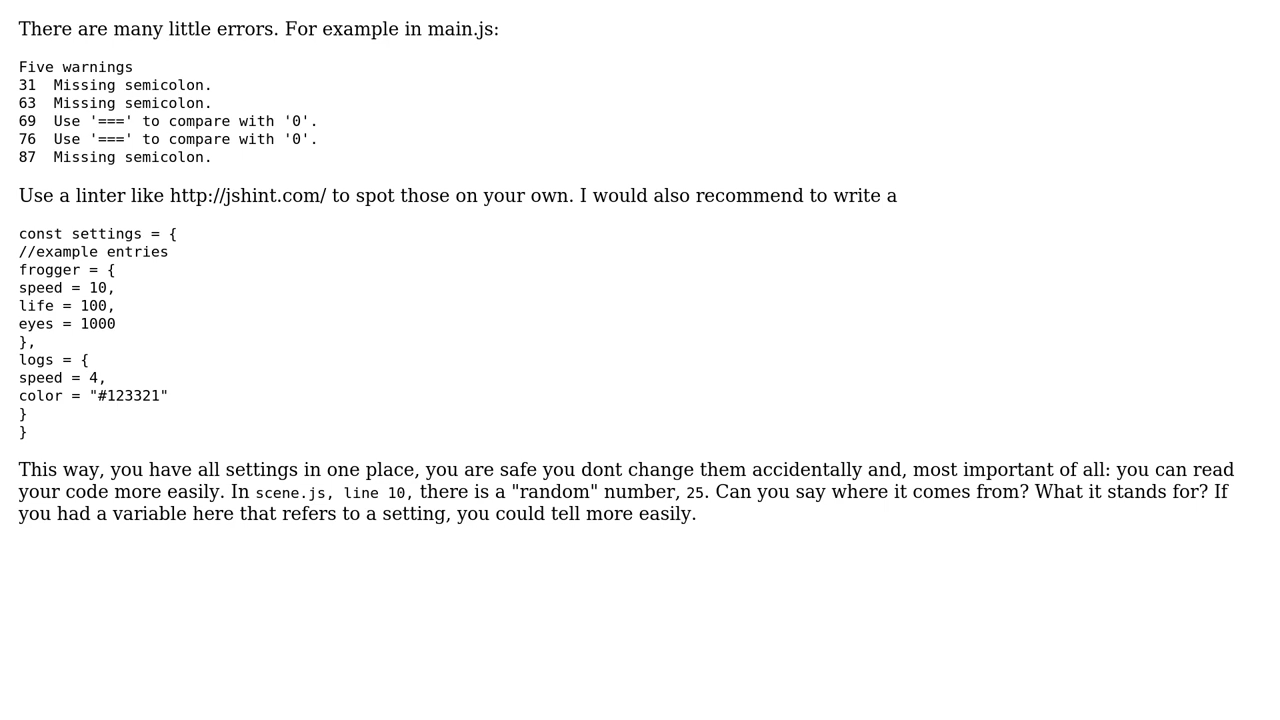 There are many little errors. For example in main.js:
Five warnings
31  Missing semicolon.
63  Missing semicolon.
69  Use '===' to compare with '0'.
76  Use '===' to compare with '0'.
87  Missing semicolon.
Use a linter like http://jshint.com/ to spot those on your own. I would also recommend to write a
const settings = {
//example entries
frogger = {
speed = 10,
life = 100,
eyes = 1000
},
logs = {
speed = 4,
color = "#123321"
}
}
This way, you have all settings in one place, you are safe you dont change them accidentally and, most important of all: you can read
your code more easily. In scene.js, line 10, there is a "random" number, 25. Can you say where it comes from? What it stands for? If
you had a variable here that refers to a setting, you could tell more easily.